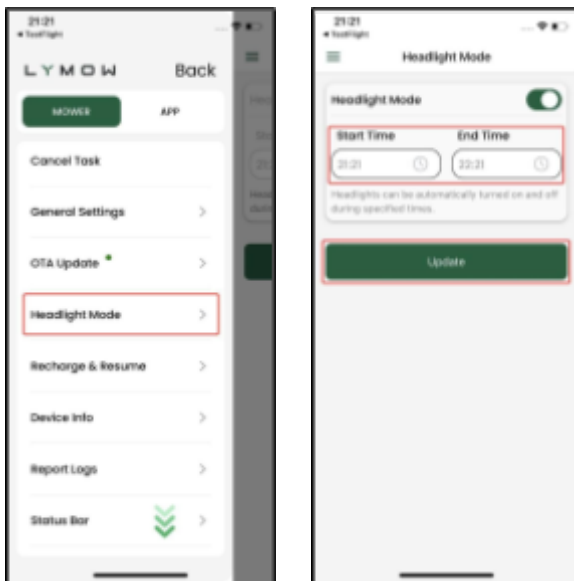 21:21
◀ TestFlight
LYMOW
Back
MOWER
APP
Cancel Task
General Settings
OTA Update
Headlight Mode
Recharge & Resume
Device Info
Report Logs
Status Bar
21:21
◀ TestFlight
Headlight Mode
Headlight Mode
Start Time
End Time
21:21
22:21
Headlights can be automatically turned on and off
during specified times.
Update